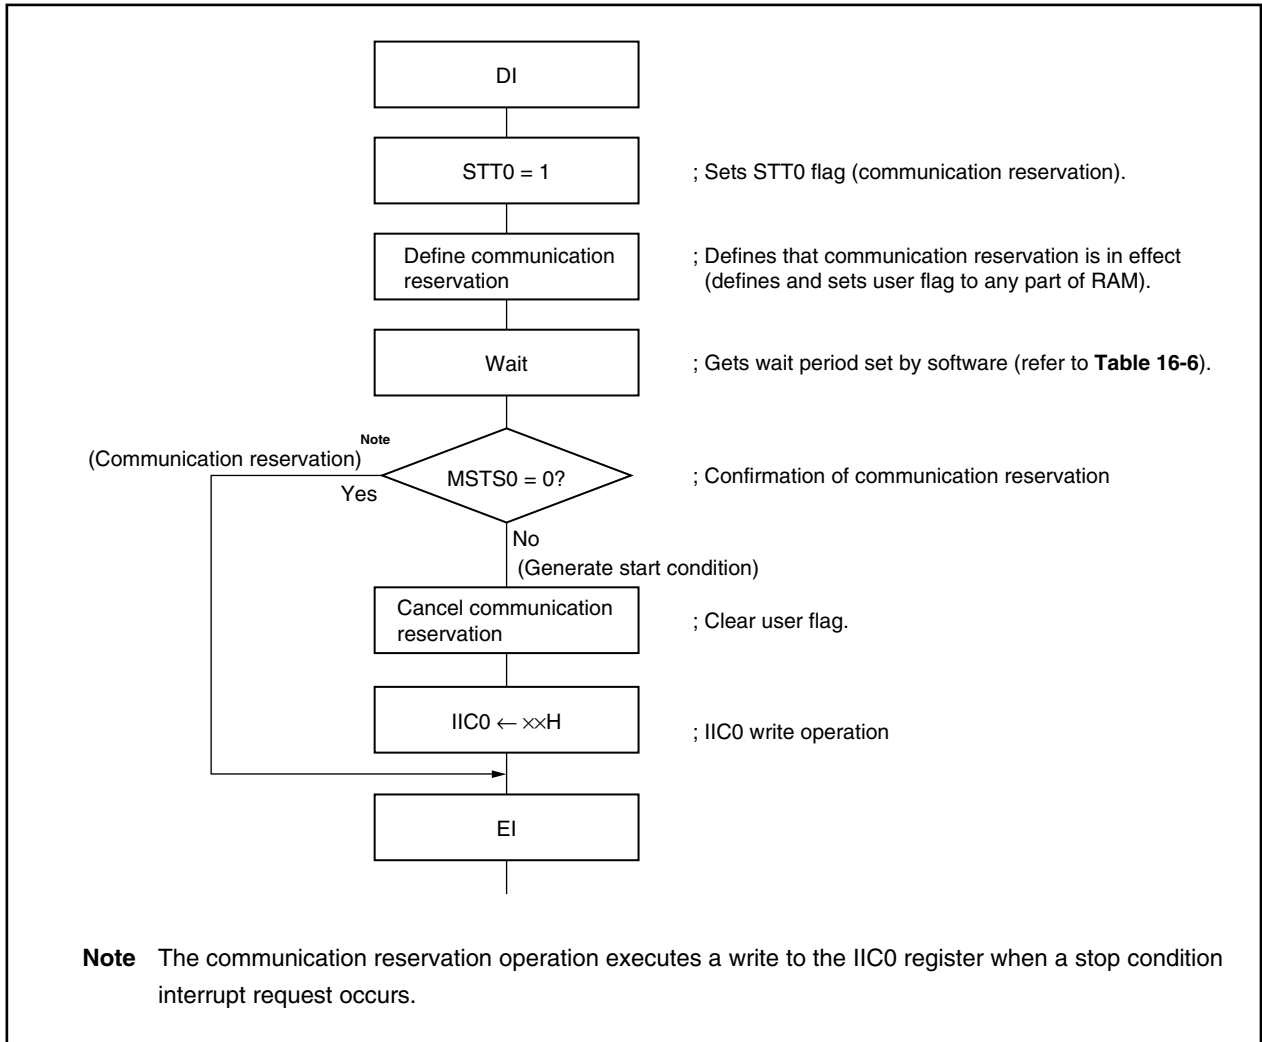 DI
STT0 = 1
; Sets STT0 flag (communication reservation).
Define communication
reservation
; Defines that communication reservation is in effect
(defines and sets user flag to any part of RAM).
Wait
; Gets wait period set by software (refer to Table 16-6).
(Communication reservation) Note
MSTS0 = 0?
; Confirmation of communication reservation
Yes
No
(Generate start condition)
Cancel communication
reservation
; Clear user flag.
IIC0 ← ××H
; IIC0 write operation
EI
Note The communication reservation operation executes a write to the IIC0 register when a stop condition
interrupt request occurs.